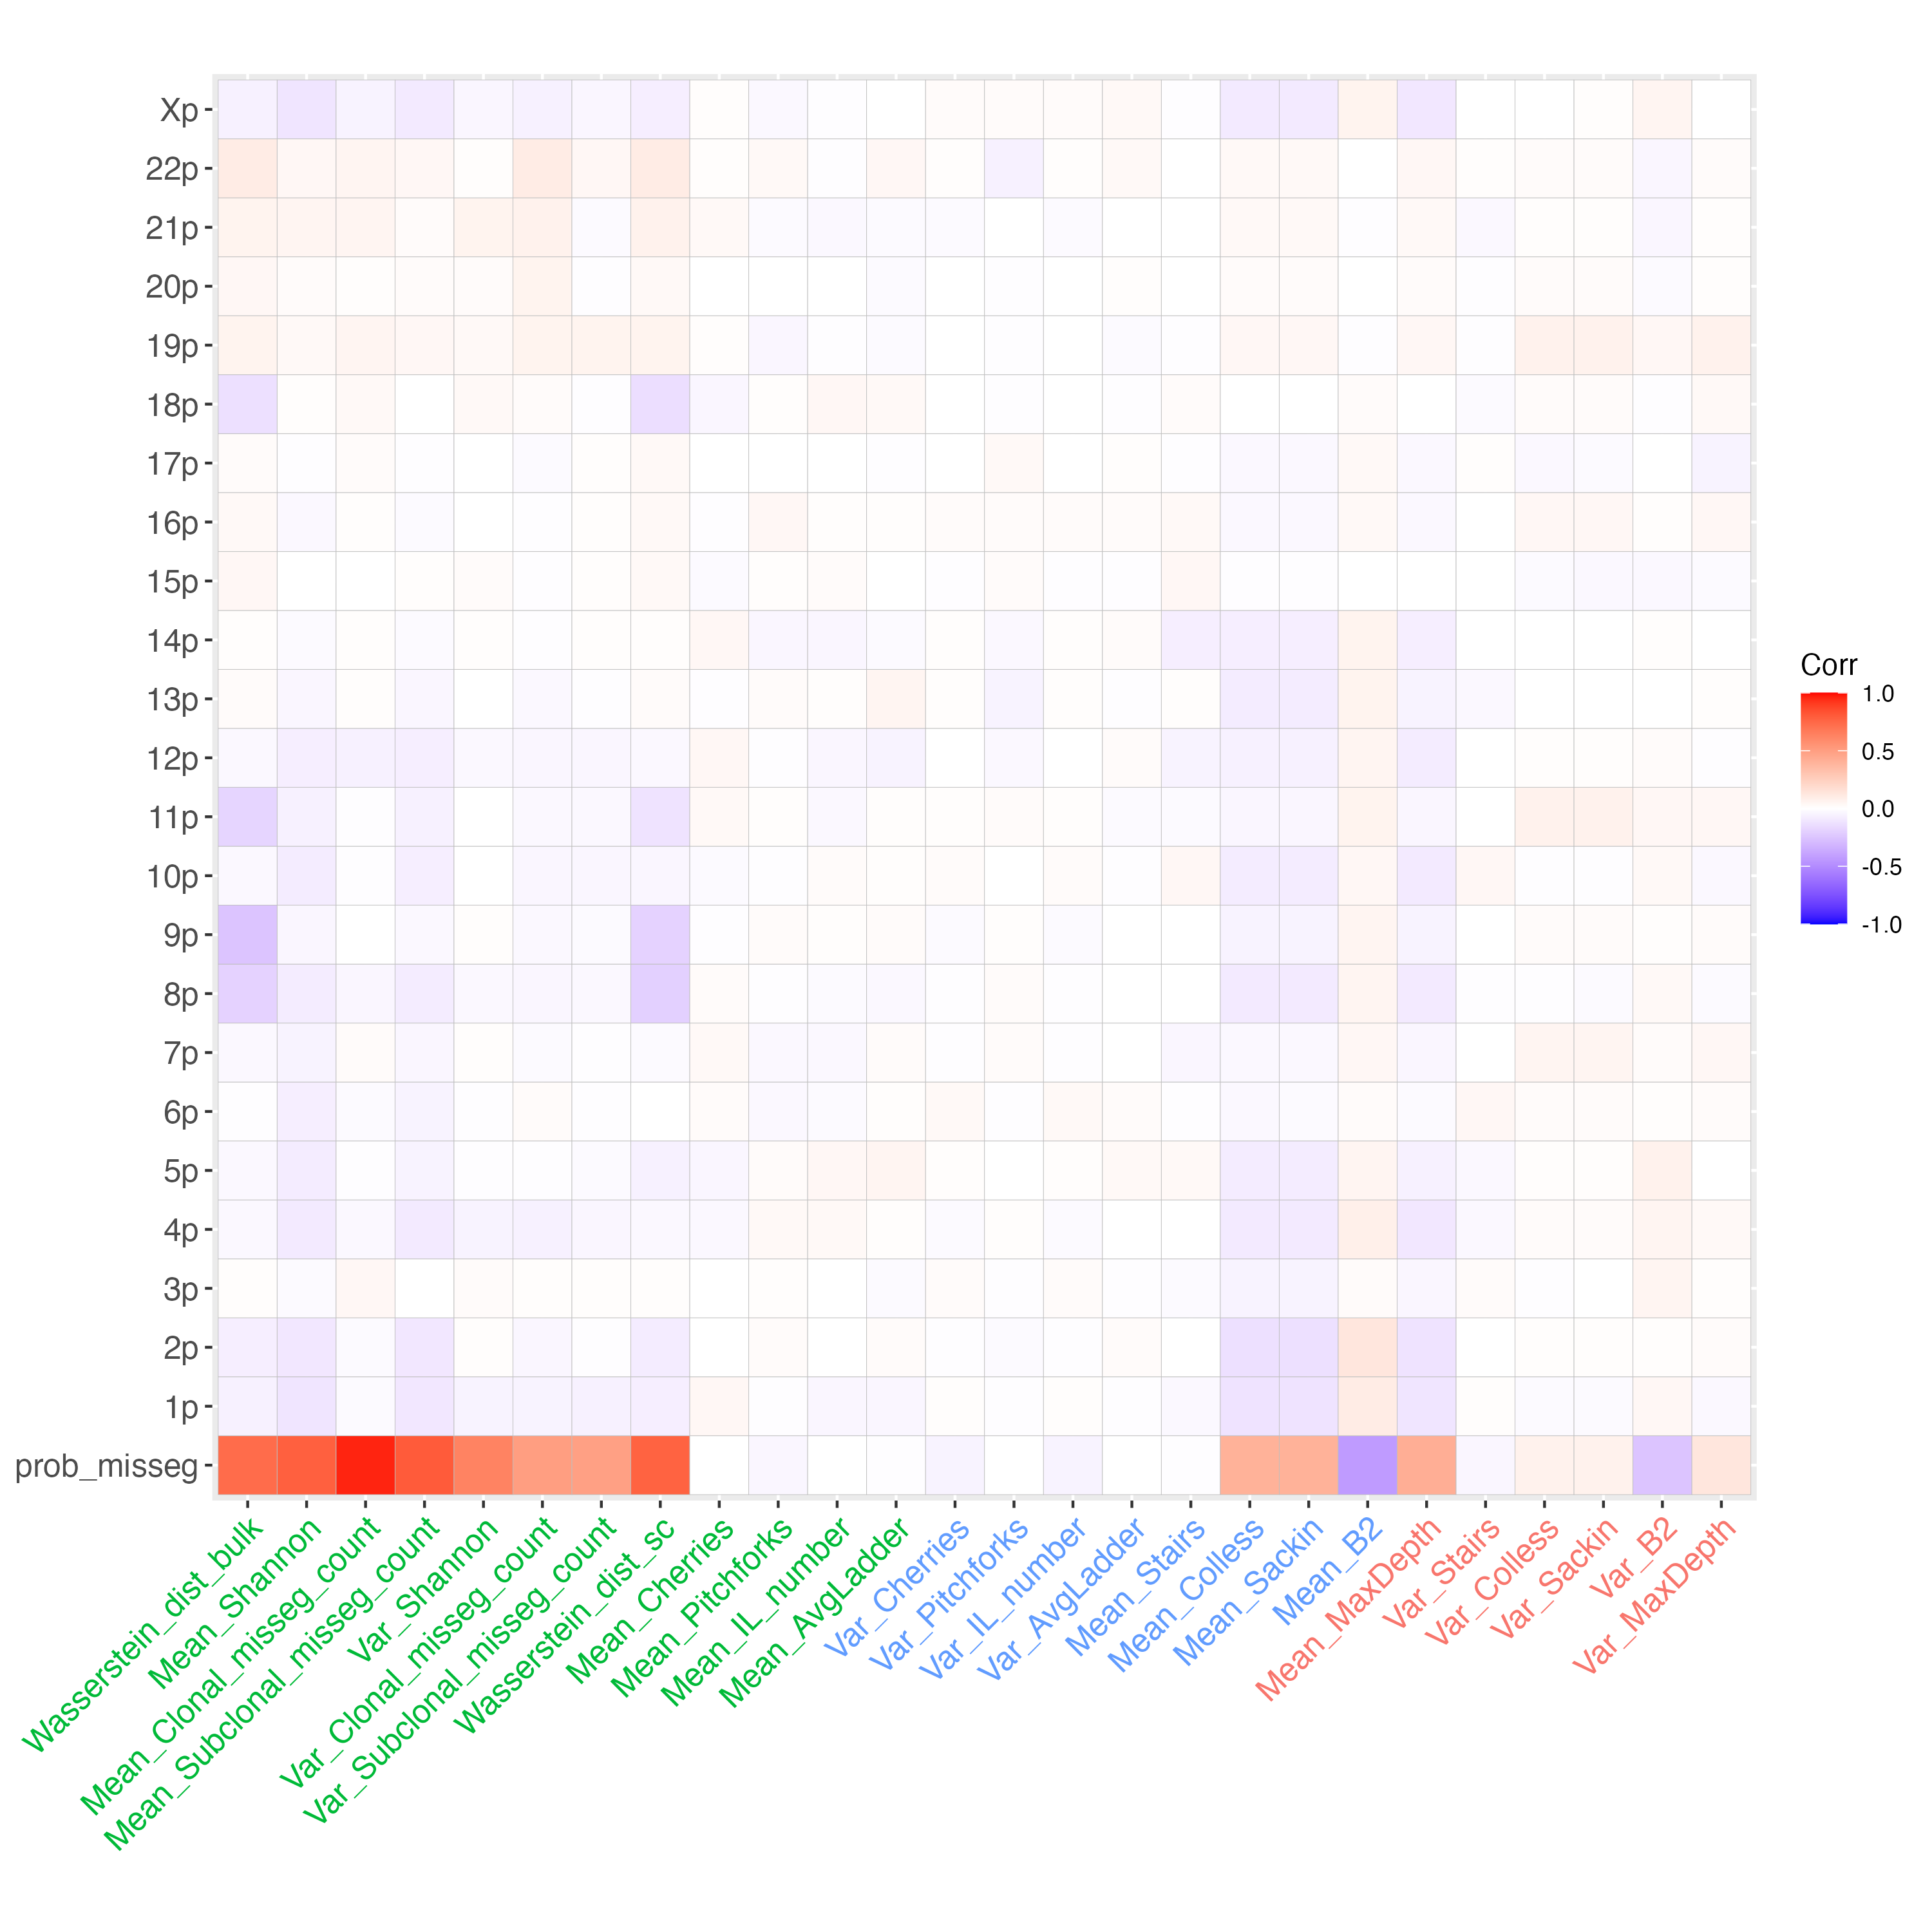 Xp
22p
21p
20p
19p
18p
17p
16p
15p
14p
13p
12p
11p
10p
9p
8p
7p
6p
5p
4p
3p
2p
1p
prob_misseg
Wasserstein_dist_bulk
Mean_Shannon
Mean_Clonal_misseg_count
Mean_Subclonal_misseg_count
Var_Shannon
Var_Clonal_misseg_count
Var_Subclonal_misseg_count
Wasserstein_dist_sc
Mean_Cherries
Mean_Pitchforks
Mean_IL_number
Mean_AvgLadder
Var_Cherries
Var_Pitchforks
Var_IL_number
Var_AvgLadder
Mean_Stairs
Mean_Colless
Mean_Sackin
Mean_B2
Mean_MaxDepth
Var_Stairs
Var_Colless
Var_Sackin
Var_B2
Var_MaxDepth
Corr
1.0
0.5
0.0
-0.5
-1.0